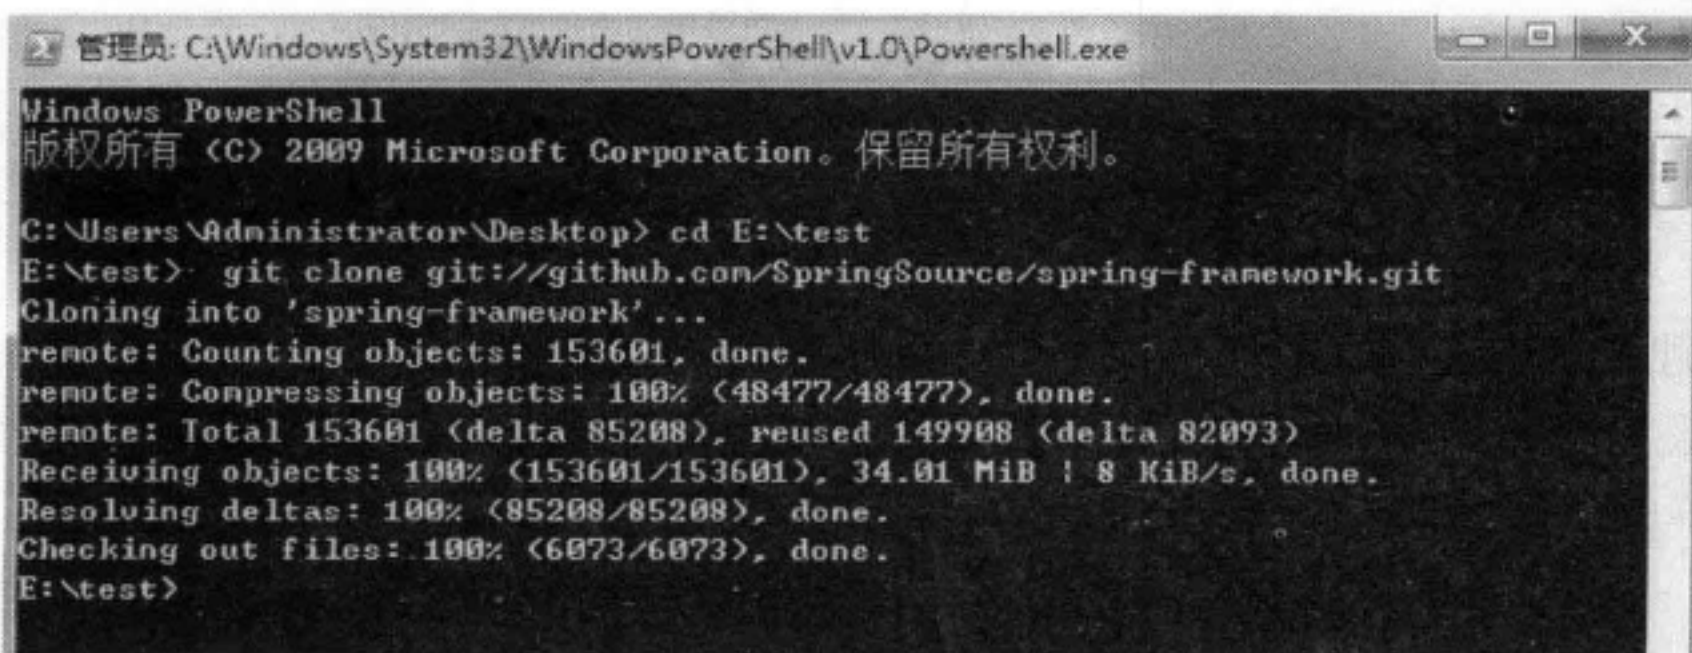 管理员: C:\Windows\System32\WindowsPowerShell\v1.0\Powershell.exe
Windows PowerShell
版权所有 (C) 2009 Microsoft Corporation。保留所有权利。
C:\Users\Administrator\Desktop> cd E:\test
E:\test> git clone git://github.com/SpringSource/spring-framework.git
Cloning into 'spring-framework'...
remote: Counting objects: 153601, done.
remote: Compressing objects: 100% (48477/48477), done.
remote: Total 153601 (delta 85208), reused 149908 (delta 82093)
Receiving objects: 100% (153601/153601), 34.01 MiB | 8 KiB/s, done.
Resolving deltas: 100% (85208/85208), done.
Checking out files: 100% (6073/6073), done.
E:\test>